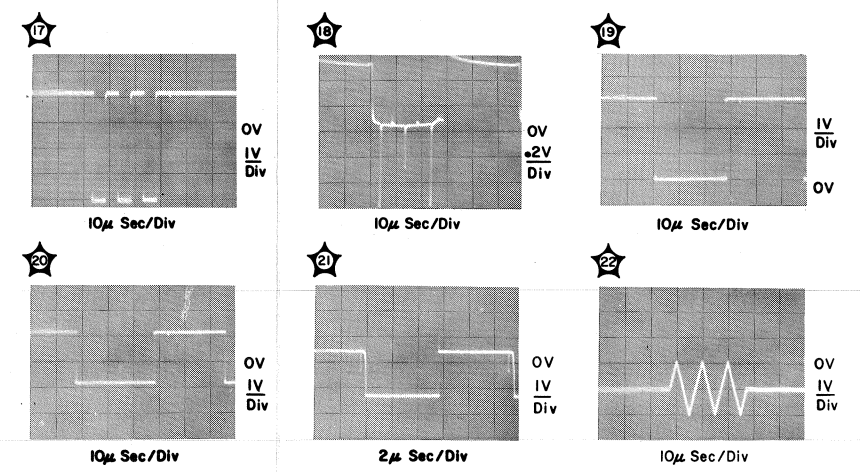 17
0V
1V
Div
10μ Sec/Div
18
0V
.2V
Div
10μ Sec/Div
19
1V
Div
0V
10μ Sec/Div
20
0V
1V
Div
10μ Sec/Div
21
0V
1V
Div
2μ Sec/Div
22
0V
1V
Div
10μ Sec/Div